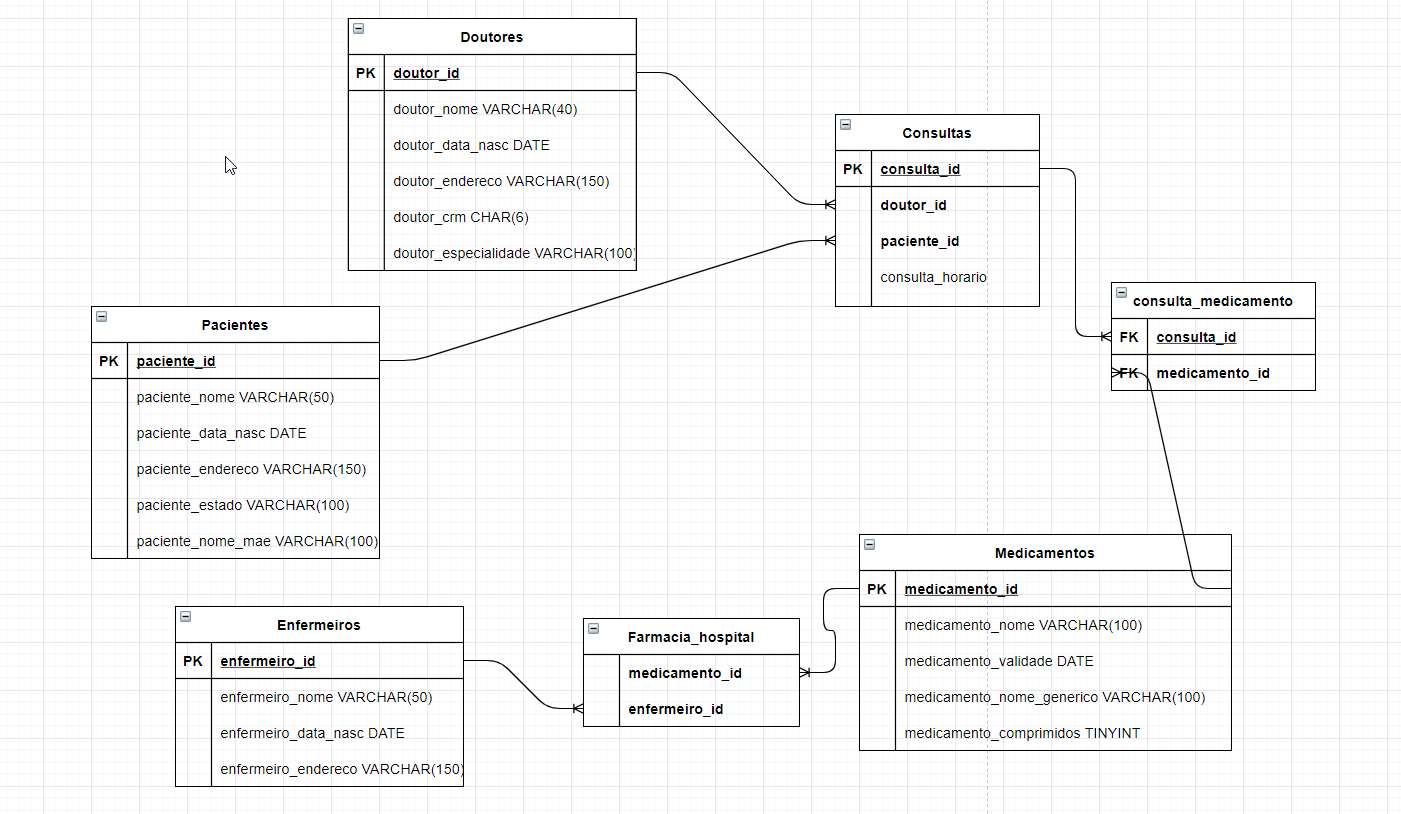 Doutores
PK doutor_id
doutor_nome VARCHAR(40)
doutor_data_nasc DATE
doutor_endereco VARCHAR(150)
doutor_crm CHAR(6)
doutor_especialidade VARCHAR(100)
Consultas
PK consulta_id
doutor_id
paciente_id
consulta_horario
consulta_medicamento
FK consulta_id
FK medicamento_id
Pacientes
PK paciente_id
paciente_nome VARCHAR(50)
paciente_data_nasc DATE
paciente_endereco VARCHAR(150)
paciente_estado VARCHAR(100)
paciente_nome_mae VARCHAR(100)
Medicamentos
PK medicamento_id
medicamento_nome VARCHAR(100)
medicamento_validade DATE
medicamento_nome_generico VARCHAR(100)
medicamento_comprimidos TINYINT
Enfermeiros
PK enfermeiro_id
enfermeiro_nome VARCHAR(50)
enfermeiro_data_nasc DATE
enfermeiro_endereco VARCHAR(150)
Farmacia_hospital
medicamento_id
enfermeiro_id